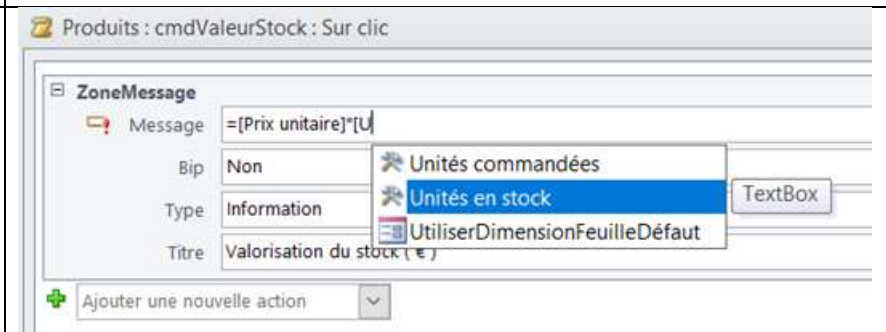 Produits : cmdValeurStock : Sur clic
ZoneMessage
Message =[Prix unitaire]*[U
Unités commandées
Bip Non
Unités en stock TextBox
Type Information
UtiliserDimensionFeuilleDéfaut
Titre Valorisation du stock ( € )
Ajouter une nouvelle action